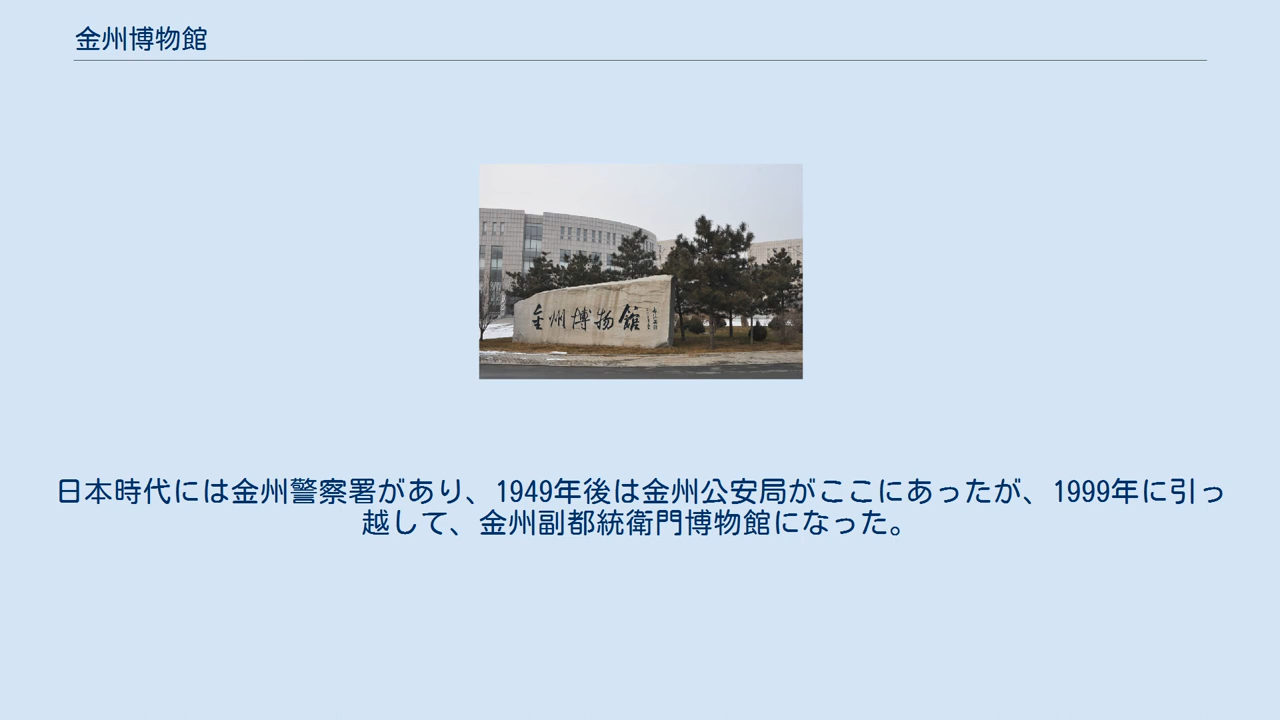 金州博物館
金州博物館
日本時代には金州警察署があり、1949年後は金州公安局がここにあったが、1999年に引っ
越して、金州副都統衛門博物館になった。